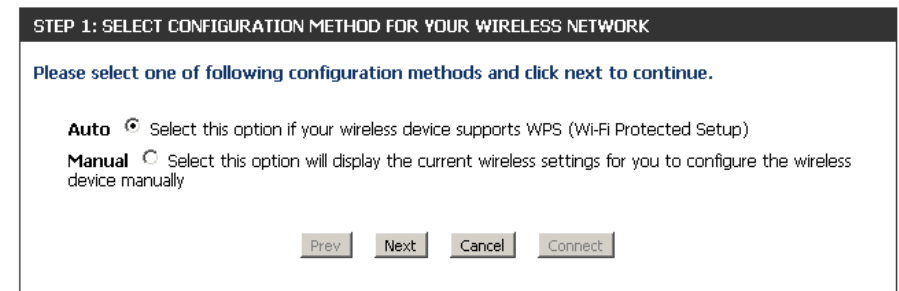 STEP 1: SELECT CONFIGURATION METHOD FOR YOUR WIRELESS NETWORK
Please select one of following configuration methods and click next to continue.
Auto Select this option if your wireless device supports WPS (Wi-Fi Protected Setup)
Manual Select this option will display the current wireless settings for you to configure the wireless
device manually
Prev Next Cancel Connect